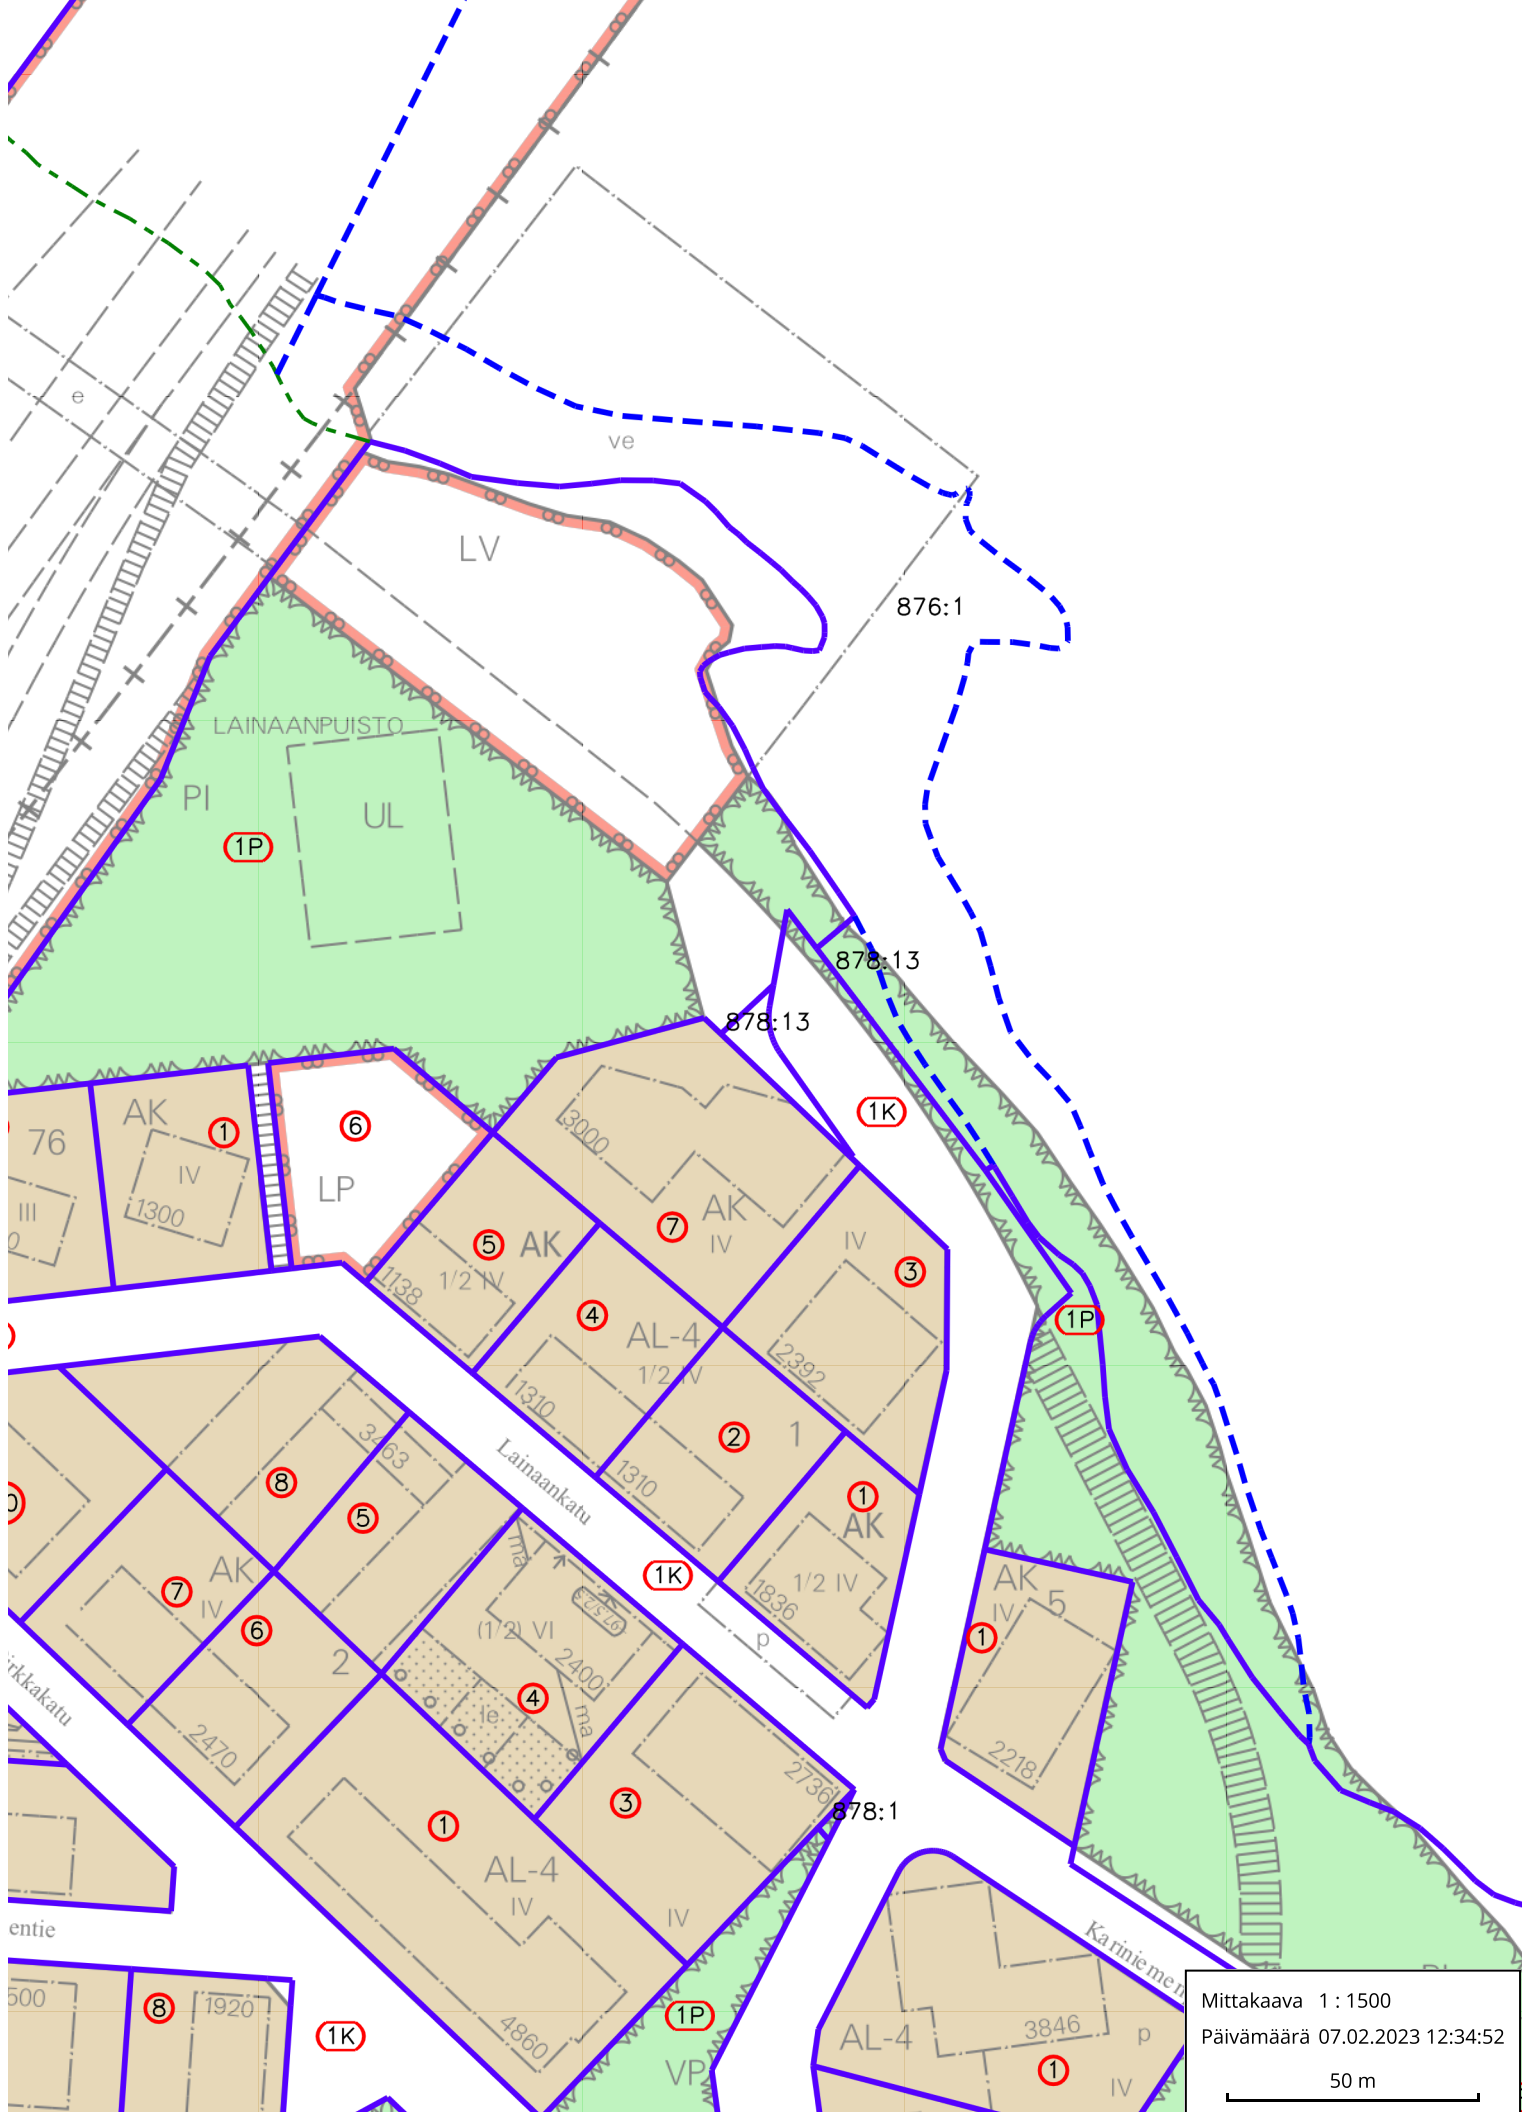 e
ve
LV
876:1
LAINAANPUISTO
PI
UL
1P
878:13
878:13
1K
AK
1
76
IV
1300
III
6
LP
3000
AK
7
IV
5
AK
1/2 IV
1138
IV
3
4
AL-4
1/2 IV
1310
2392
1P
2
1
1310
1
AK
1/2 IV
1836
Lainaankatu
1K
p
3463
8
5
AK
7
IV
6
2
2470
ma
(1/2) VI
2400
4
le
ma
AK
5
IV
1
2218
3
2736
878:1
1
AL-4
IV
IV
4860
entie
8
1920
1K
1P
VP
Kariniemen
AL-4
3846
p
1
IV
Mittakaava 1 : 1500
Päivämäärä 07.02.2023 12:34:52
50 m